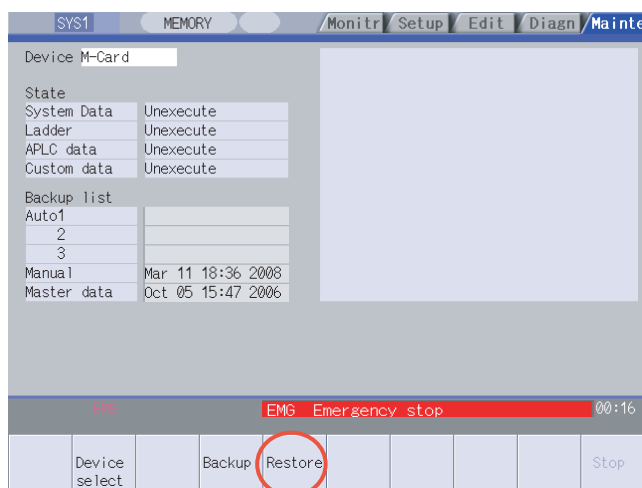 SYS1 MEMORY Monitr Setup Edit Diagn Mainte
Device M-Card
State
System Data Unexecute
Ladder Unexecute
APLC data Unexecute
Custom data Unexecute
Backup list
Auto1
2
3
Manual Mar 11 18:36 2008
Master data Oct 05 15:47 2006
EMG EMG Emergency stop 00:16
Device select Backup Restore Stop